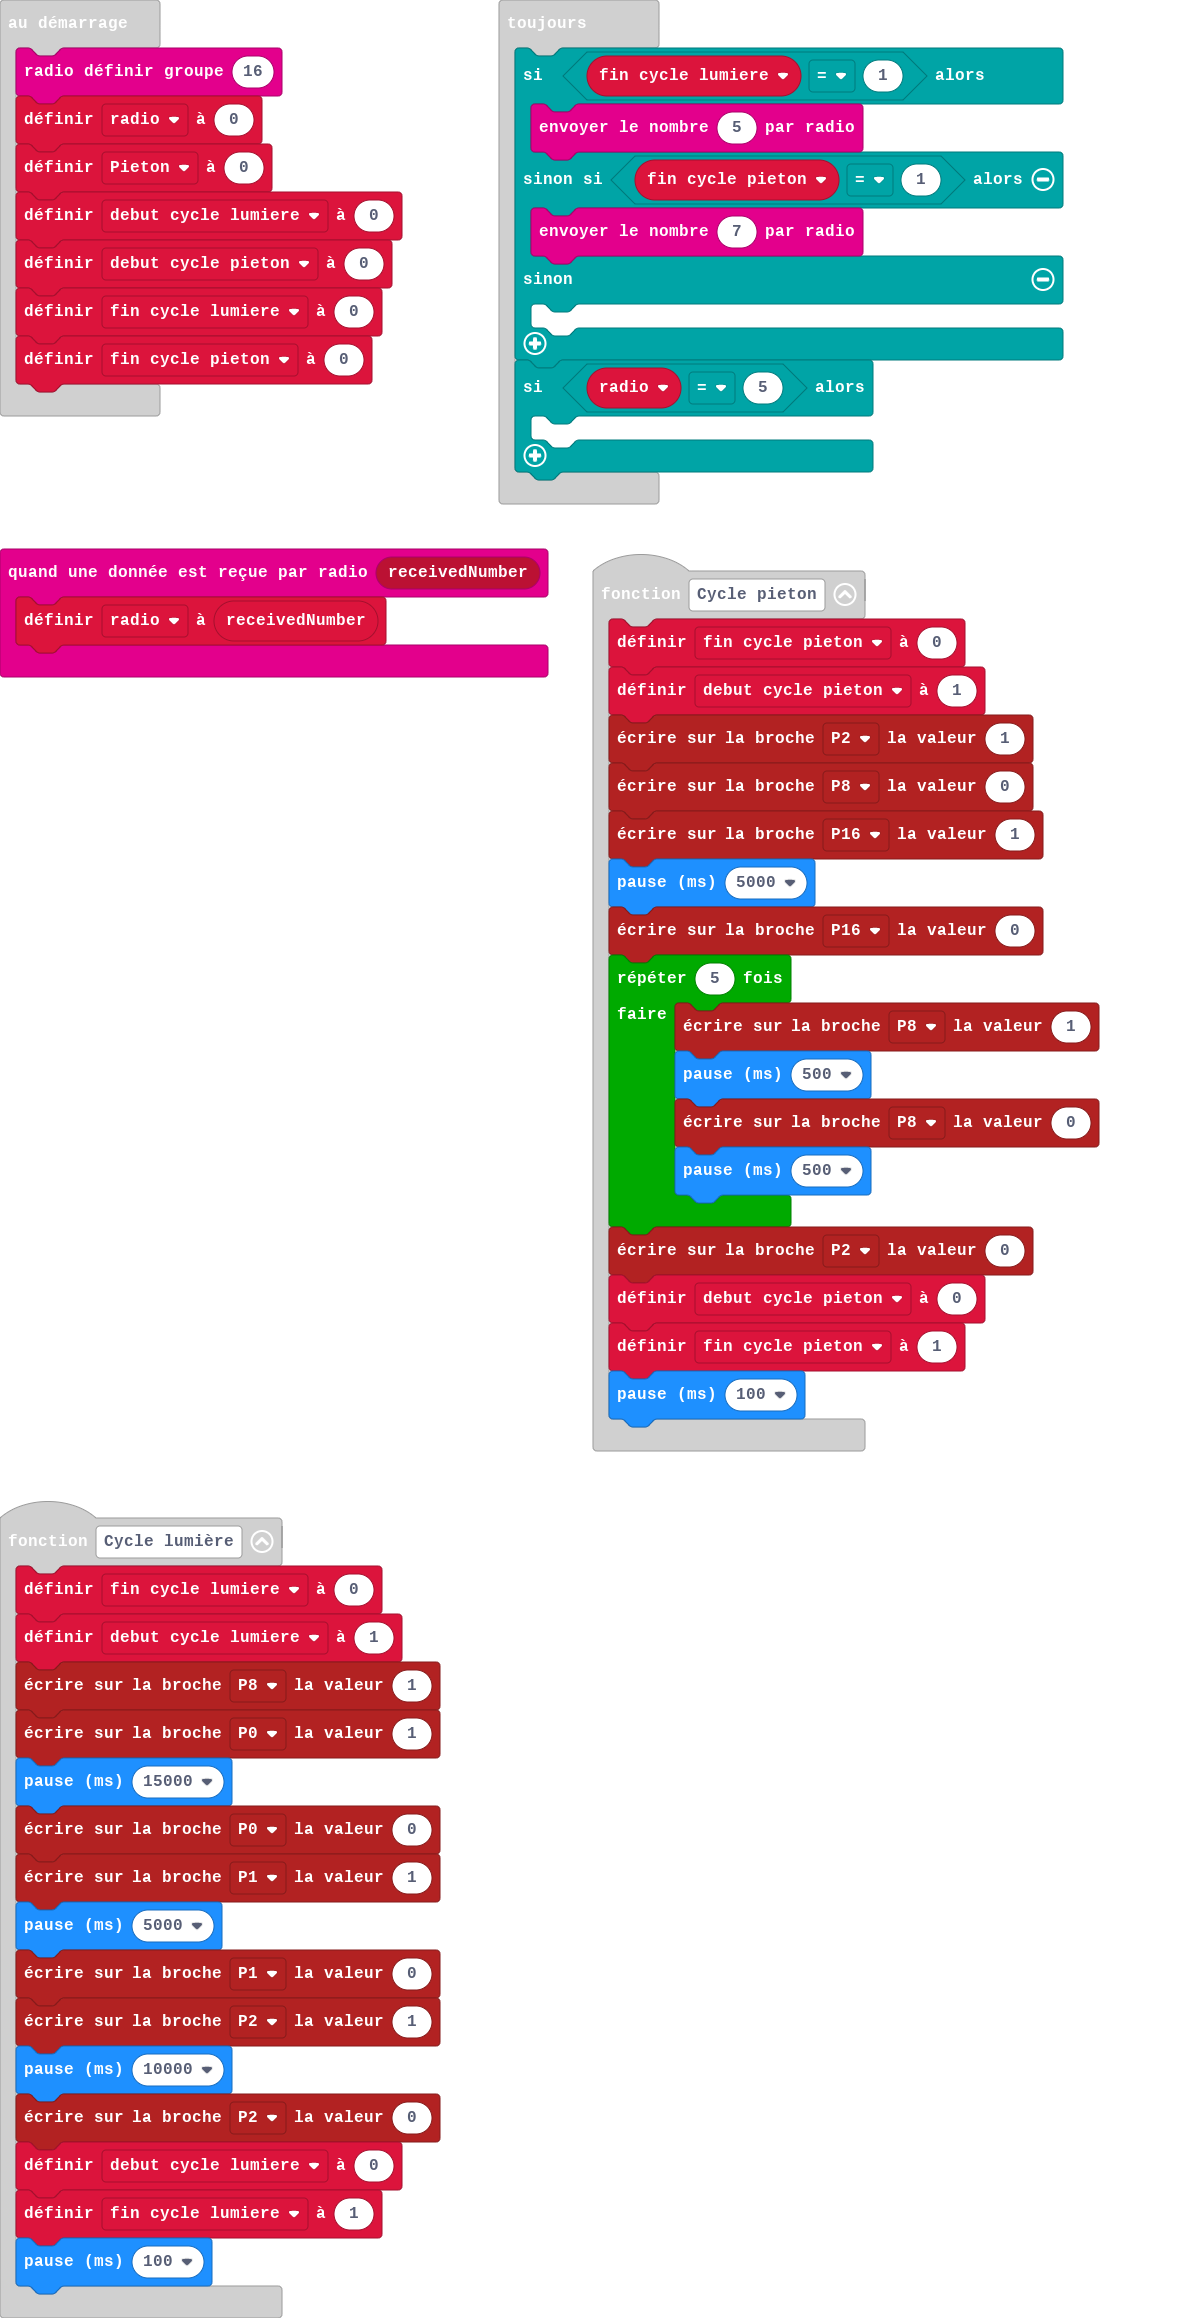 au démarrage
radio définir groupe 16
définir radio à 0
définir Pieton à 0
définir debut cycle lumiere à 0
définir debut cycle pieton à 0
définir fin cycle lumiere à 0
définir fin cycle pieton à 0
toujours
si fin cycle lumiere = 1 alors
envoyer le nombre 5 par radio
sinon si fin cycle pieton = 1 alors
envoyer le nombre 7 par radio
sinon
si radio = 5 alors
quand une donnée est reçue par radio receivedNumber
définir radio à receivedNumber
fonction Cycle pieton
définir fin cycle pieton à 0
définir debut cycle pieton à 1
écrire sur la broche P2 la valeur 1
écrire sur la broche P8 la valeur 0
écrire sur la broche P16 la valeur 1
pause (ms) 5000
écrire sur la broche P16 la valeur 0
répéter 5 fois
faire écrire sur la broche P8 la valeur 1
pause (ms) 500
écrire sur la broche P8 la valeur 0
pause (ms) 500
écrire sur la broche P2 la valeur 0
définir debut cycle pieton à 0
définir fin cycle pieton à 1
pause (ms) 100
fonction Cycle lumière
définir fin cycle lumiere à 0
définir debut cycle lumiere à 1
écrire sur la broche P8 la valeur 1
écrire sur la broche P0 la valeur 1
pause (ms) 15000
écrire sur la broche P0 la valeur 0
écrire sur la broche P1 la valeur 1
pause (ms) 5000
écrire sur la broche P1 la valeur 0
écrire sur la broche P2 la valeur 1
pause (ms) 10000
écrire sur la broche P2 la valeur 0
définir debut cycle lumiere à 0
définir fin cycle lumiere à 1
pause (ms) 100